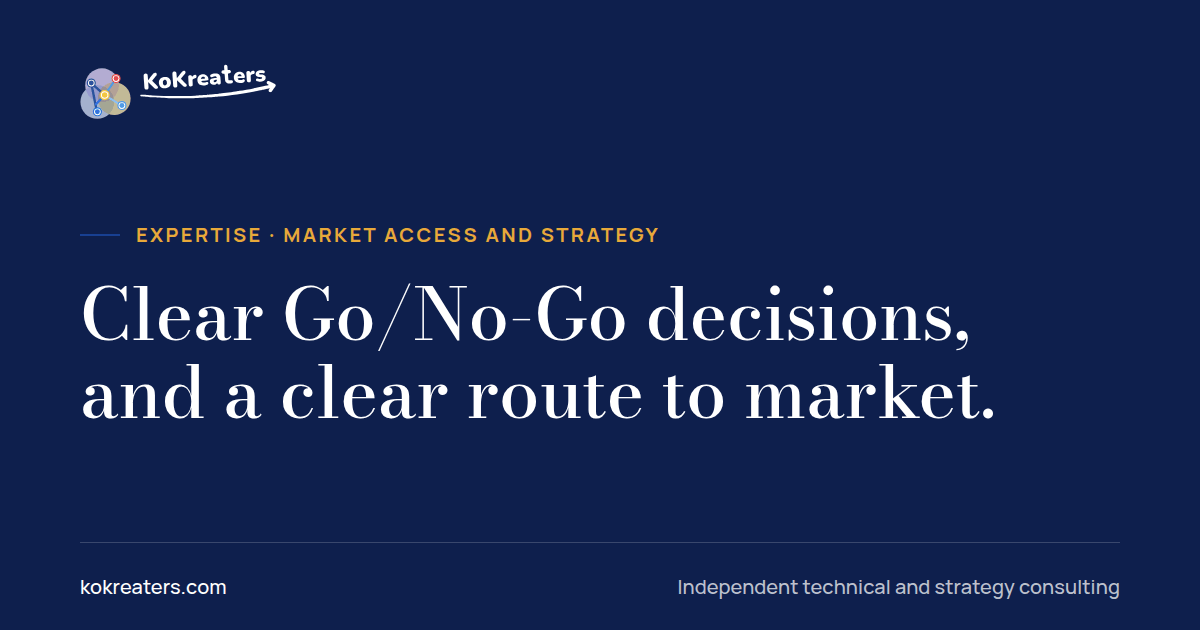 KoKreaters
EXPERTISE · MARKET ACCESS AND STRATEGY
Clear Go/No-Go decisions,
and a clear route to market.
kokreaters.com
Independent technical and strategy consulting